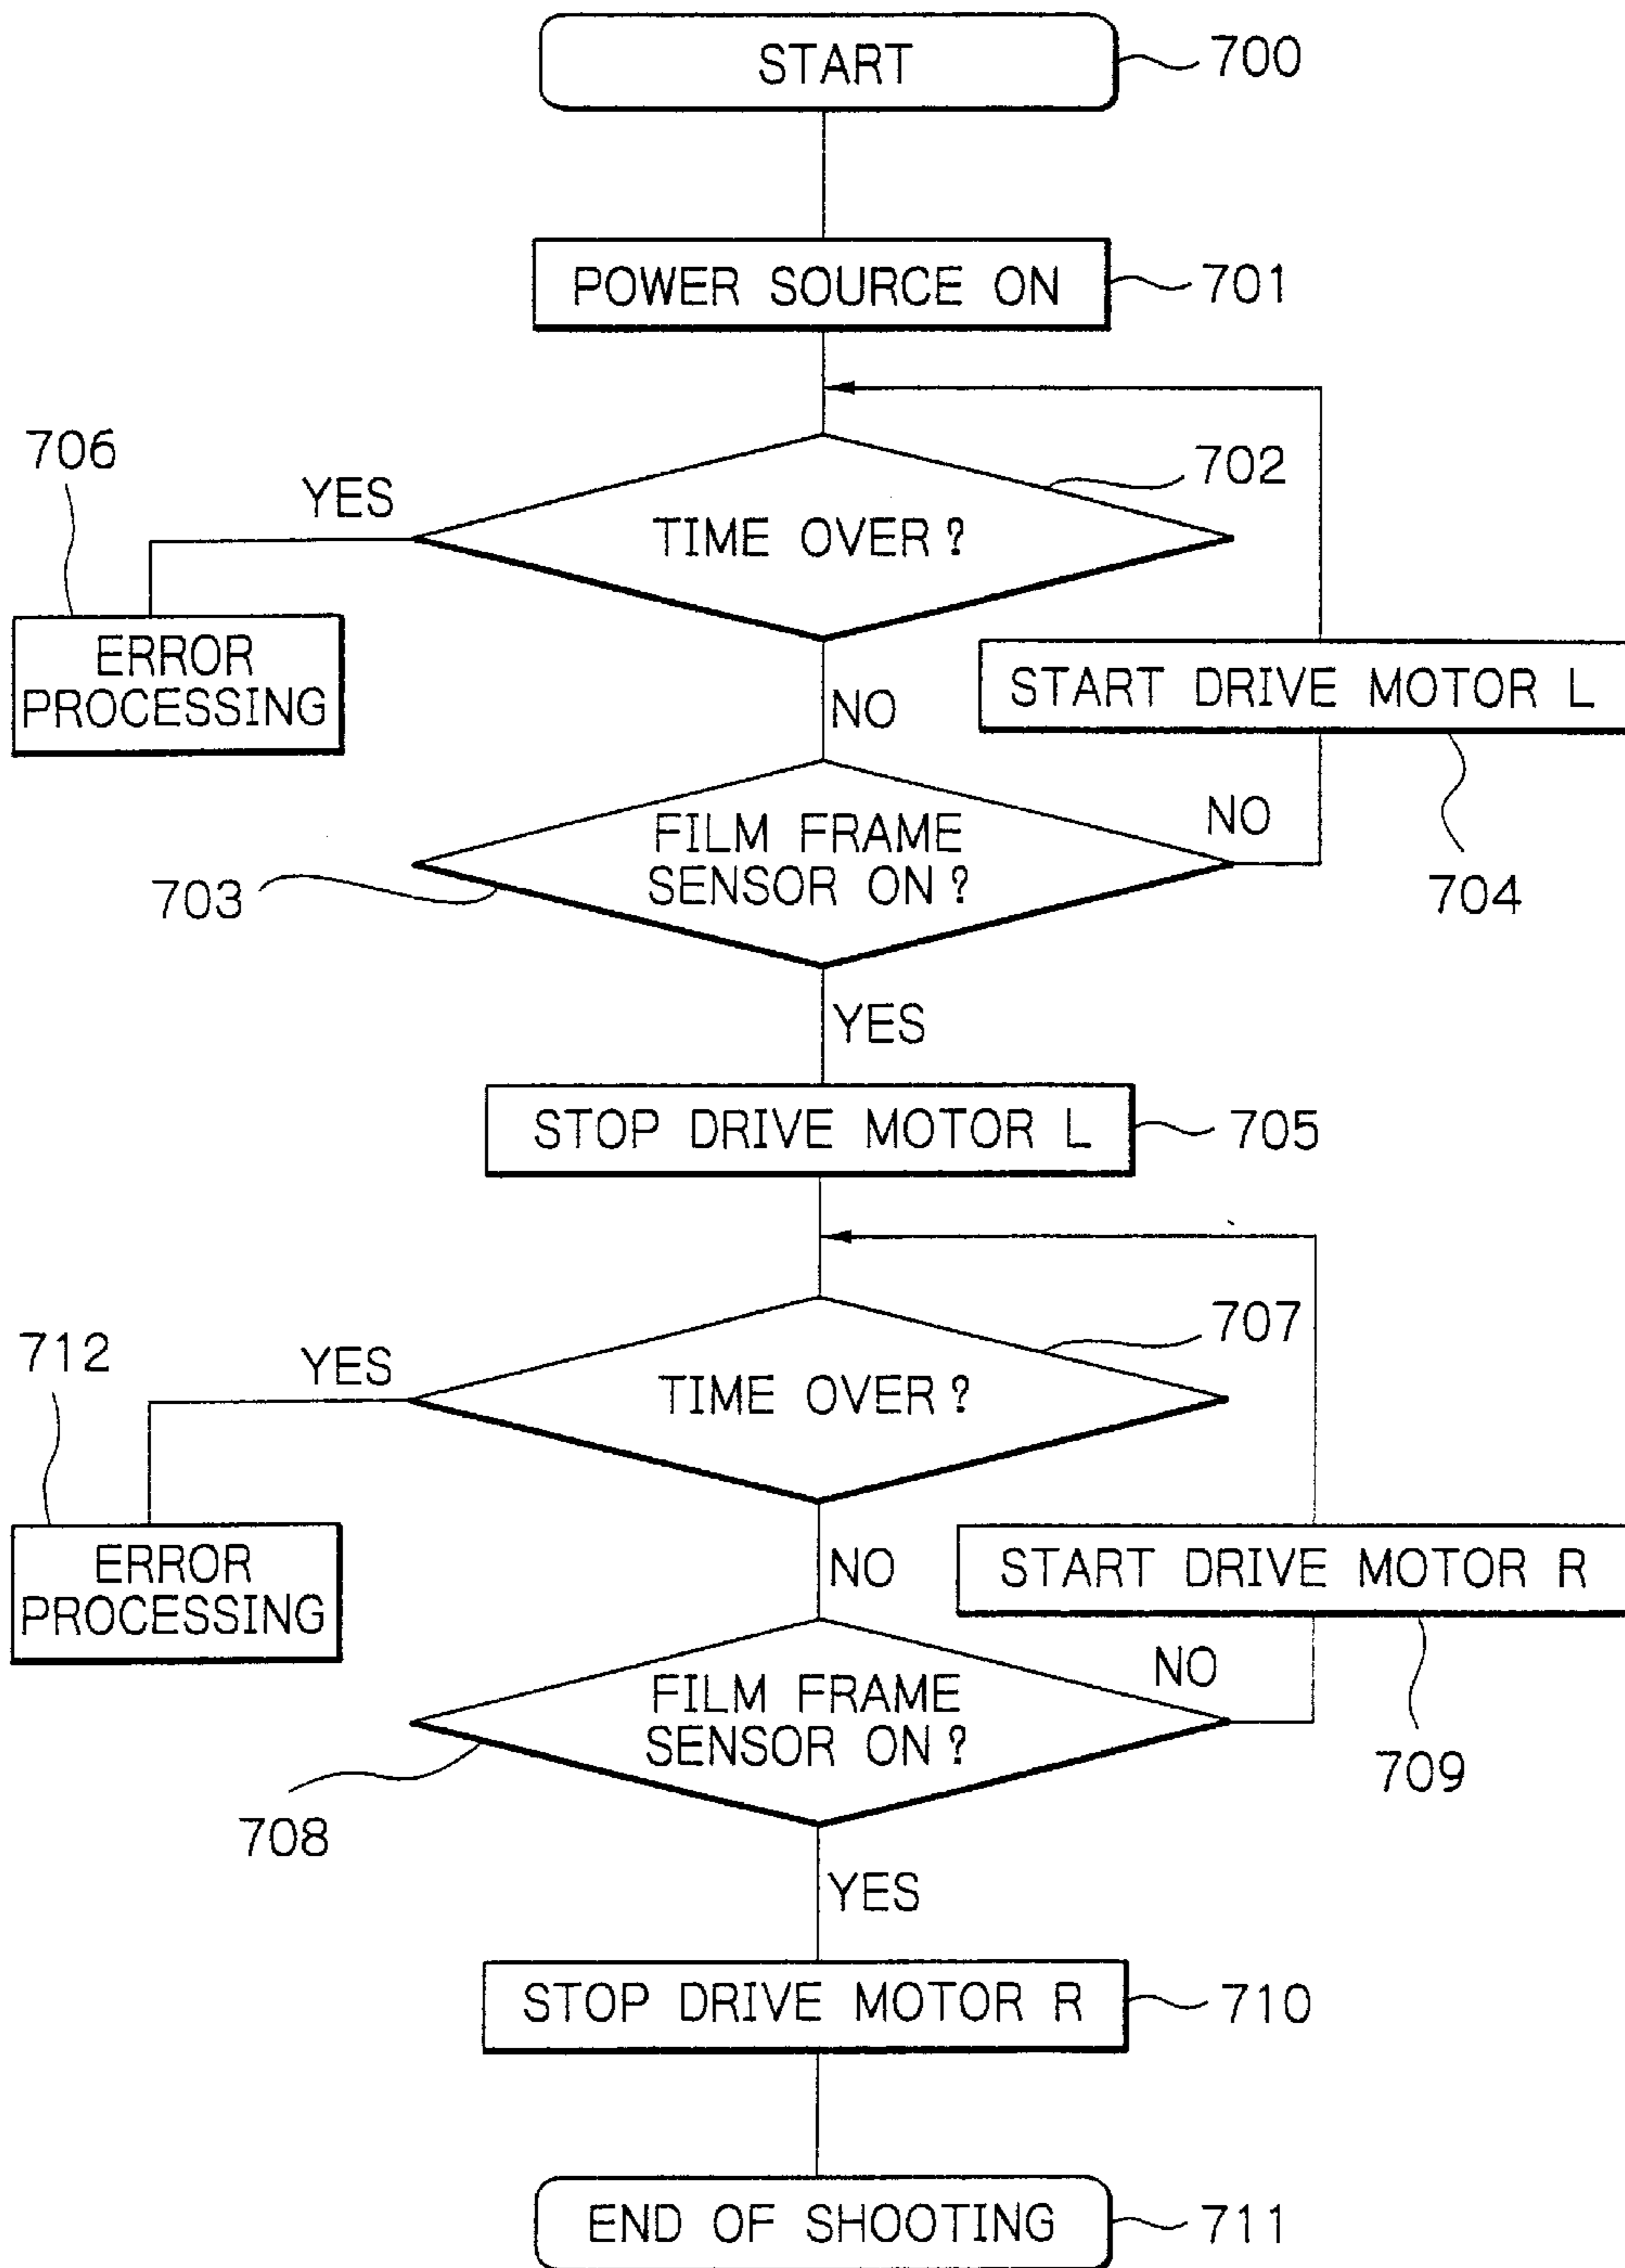 START
700
POWER SOURCE ON
701
706
YES
702
TIME OVER?
ERROR
PROCESSING
START DRIVE MOTOR L
NO
NO
FILM FRAME
SENSOR ON?
703
704
YES
STOP DRIVE MOTOR L
705
707
712
YES
TIME OVER?
ERROR
PROCESSING
NO
START DRIVE MOTOR R
NO
FILM FRAME
SENSOR ON?
709
708
YES
STOP DRIVE MOTOR R
710
END OF SHOOTING
711